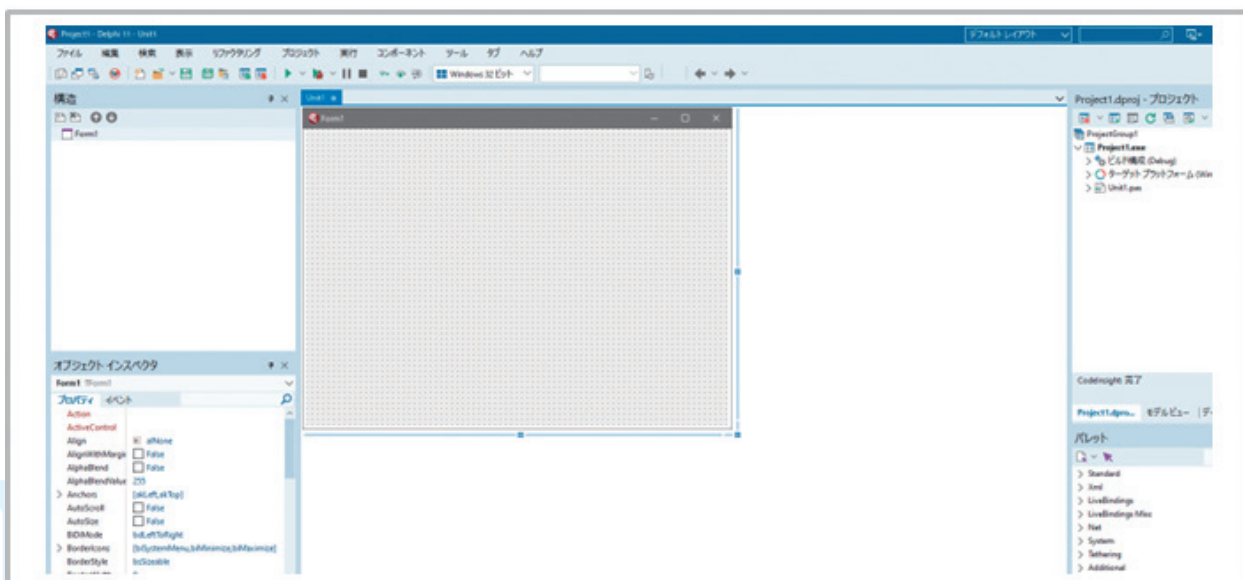 Project1 - Delphi 11 - Unit1
デフォルト レイアウト
ファイル 編集 検索 表示 リファクタリング プロジェクト 実行 コンポーネント ツール タブ ヘルプ
Windows 32 ビット
構造
Form1
Unit1
Form1
Project1.dproj - プロジェクト
ProjectGroup1
Project1.exe
ビルド構成 (Debug)
ターゲット プラットフォーム (Win
Unit1.pas
オブジェクト インスペクタ
Form1 TForm1
プロパティ イベント
Action
ActiveControl
Align alNone
AlignWithMargin False
AlphaBlend False
AlphaBlendValue 255
Anchors [akLeft,akTop]
AutoScroll False
AutoSize False
BiDiMode bdLeftToRight
BorderIcons [biSystemMenu,biMinimize,biMaximize]
BorderStyle bsSizeable
CodeInsight 完了
Project1.dpro... モデルビュー
パレット
Standard
Xml
LiveBindings
LiveBindings Misc
Net
System
Tethering
Additional